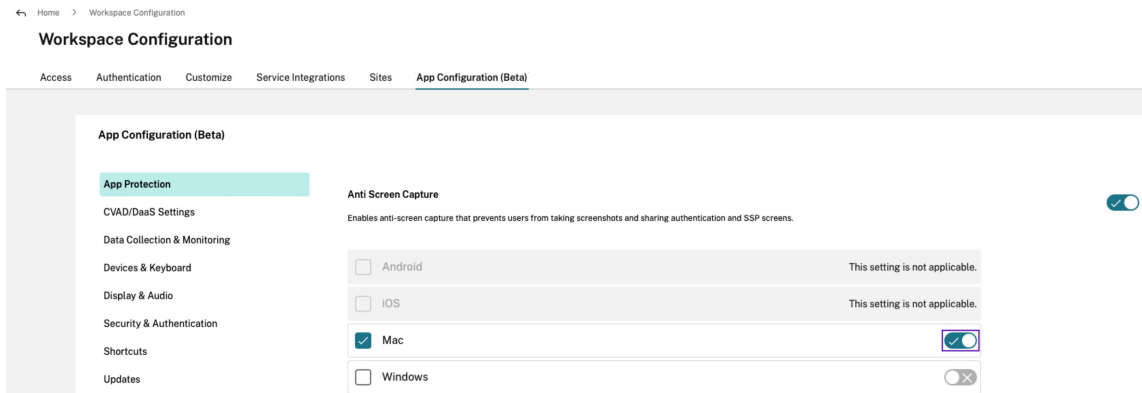 Home > Workspace Configuration
Workspace Configuration
Access Authentication Customize Service Integrations Sites App Configuration (Beta)
App Configuration (Beta)
App Protection
CVAD/DaaS Settings
Data Collection & Monitoring
Devices & Keyboard
Display & Audio
Security & Authentication
Shortcuts
Updates
Anti Screen Capture
Enables anti-screen capture that prevents users from taking screenshots and sharing authentication and SSP screens.
Android This setting is not applicable.
iOS This setting is not applicable.
Mac
Windows